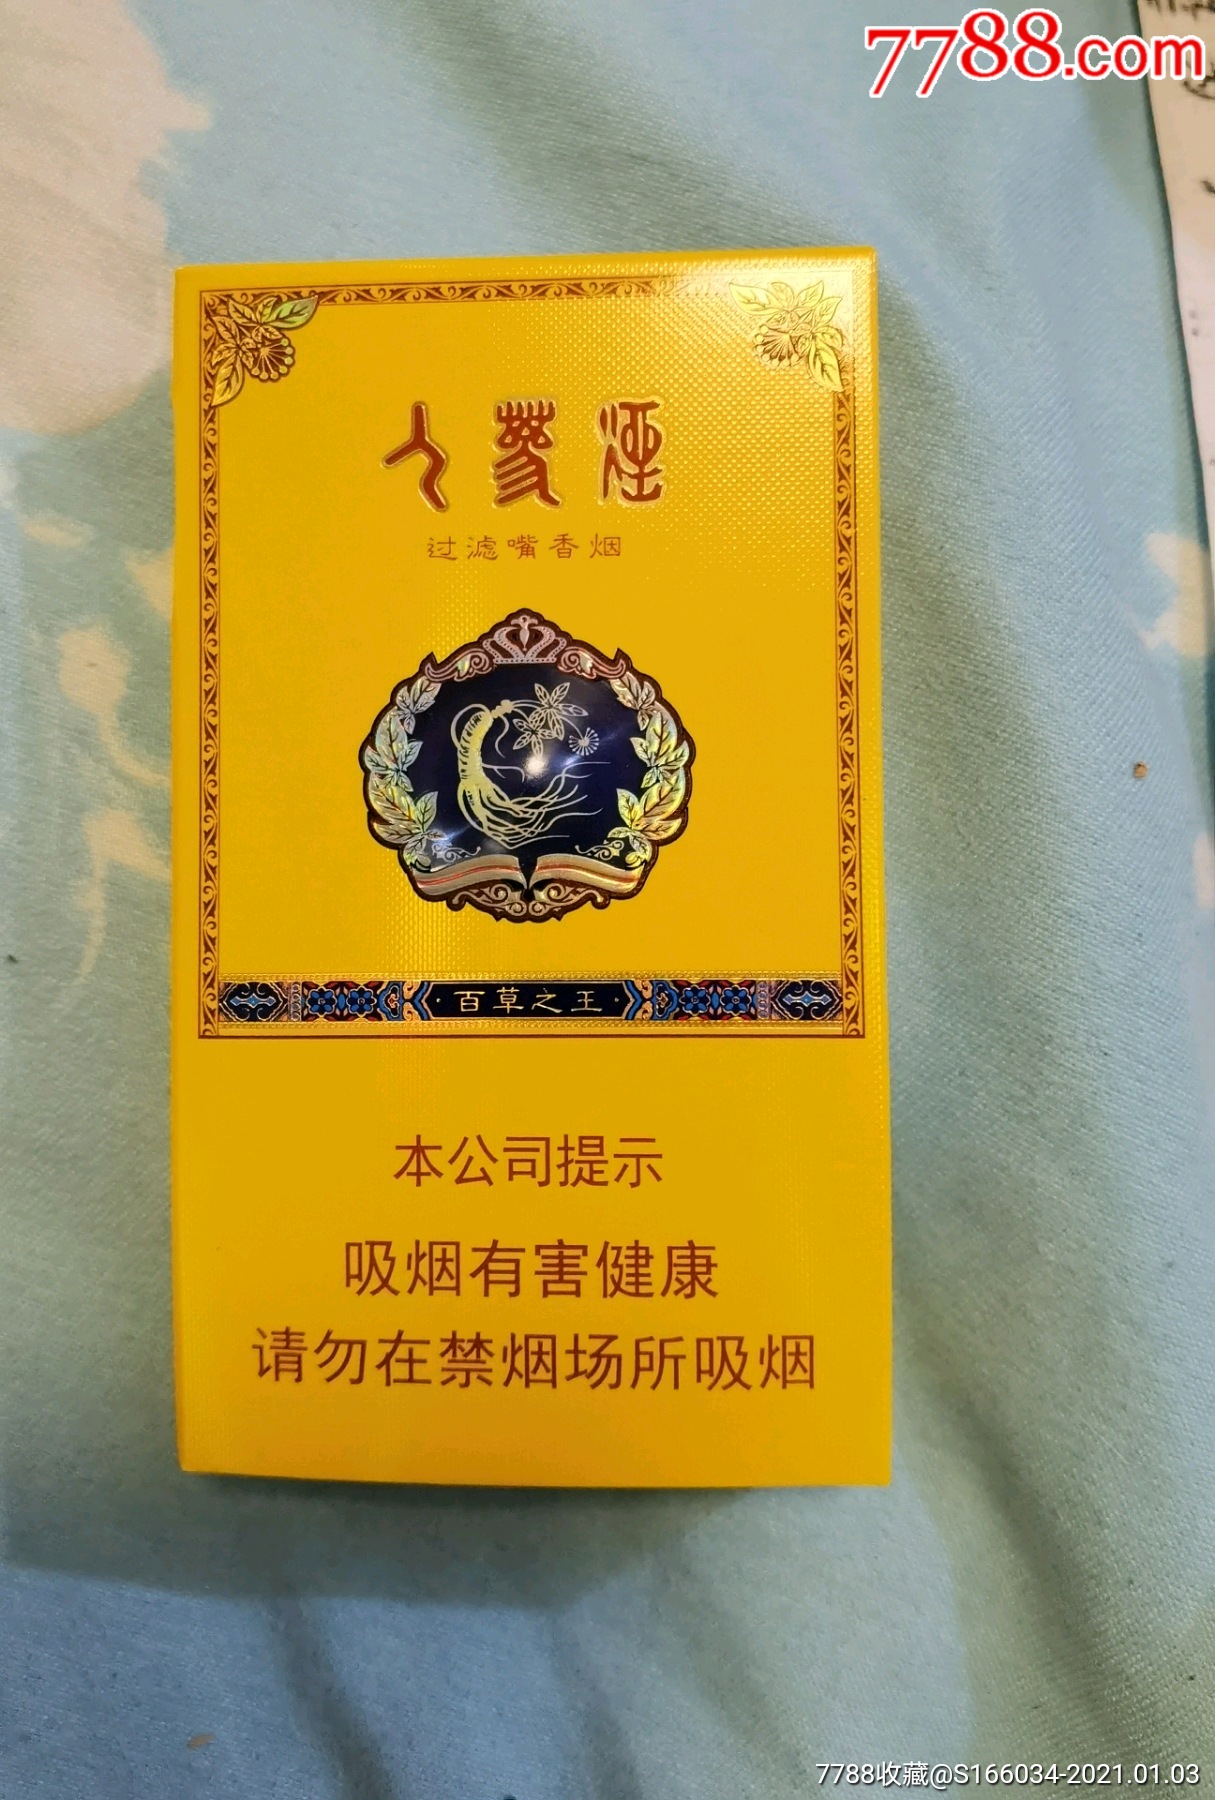 7788.com
人參煙
过滤嘴香烟
·百草之王·
本公司提示
吸烟有害健康
请勿在禁烟场所吸烟
7788收藏@S166034-2021.01.03